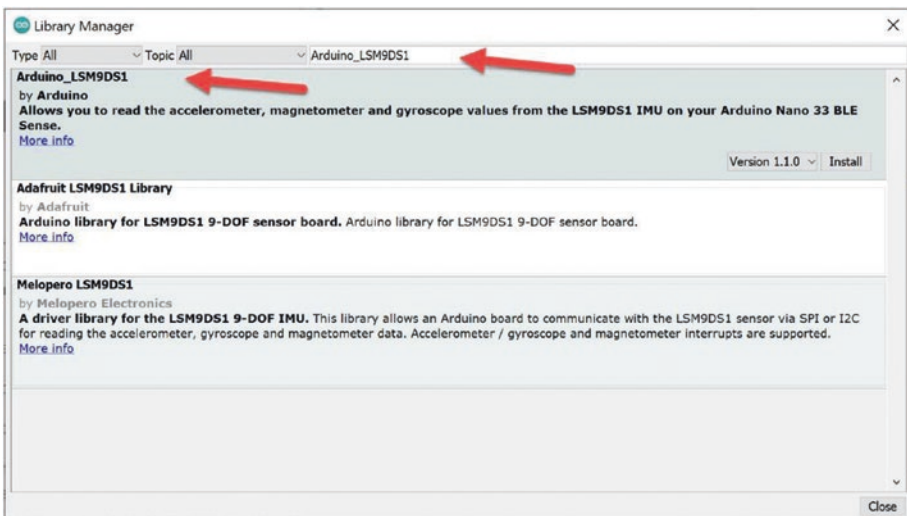 Library Manager
Type All Topic All Arduino_LSM9DS1
Arduino_LSM9DS1
by Arduino
Allows you to read the accelerometer, magnetometer and gyroscope values from the LSM9DS1 IMU on your Arduino Nano 33 BLE
Sense.
More info
Version 1.1.0 Install
Adafruit LSM9DS1 Library
by Adafruit
Arduino library for LSM9DS1 9-DOF sensor board. Arduino library for LSM9DS1 9-DOF sensor board.
More info
Melopero LSM9DS1
by Melopero Electronics
A driver library for the LSM9DS1 9-DOF IMU. This library allows an Arduino board to communicate with the LSM9DS1 sensor via SPI or I2C
for reading the accelerometer, gyroscope and magnetometer data. Accelerometer / gyroscope and magnetometer interrupts are supported.
More info
Close